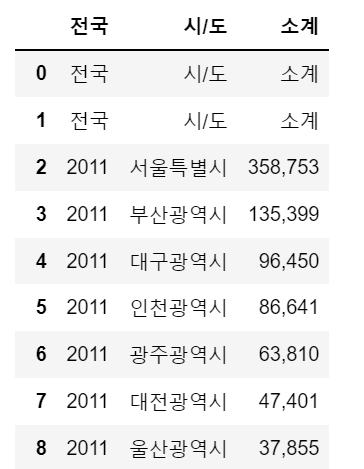 전국 시/도 소계
0 전국 시/도 소계
1 전국 시/도 소계
2 2011 서울특별시 358,753
3 2011 부산광역시 135,399
4 2011 대구광역시 96,450
5 2011 인천광역시 86,641
6 2011 광주광역시 63,810
7 2011 대전광역시 47,401
8 2011 울산광역시 37,855